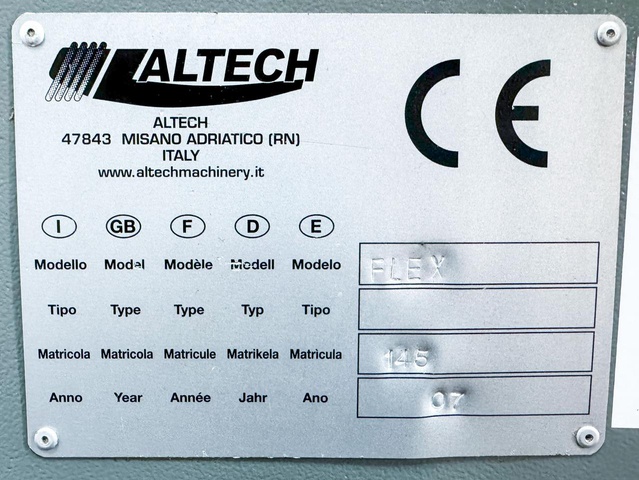 ALTECH
CE
ALTECH
47843 MISANO ADRIATICO (RN)
ITALY
www.altechmachinery.it
I GB F D E
Modello Model Modèle Modell Modelo FLEX
Tipo Type Type Typ Tipo
Matricola Matricola Matricule Matrikela Matrìcula 145
Anno Year Année Jahr Ano 07